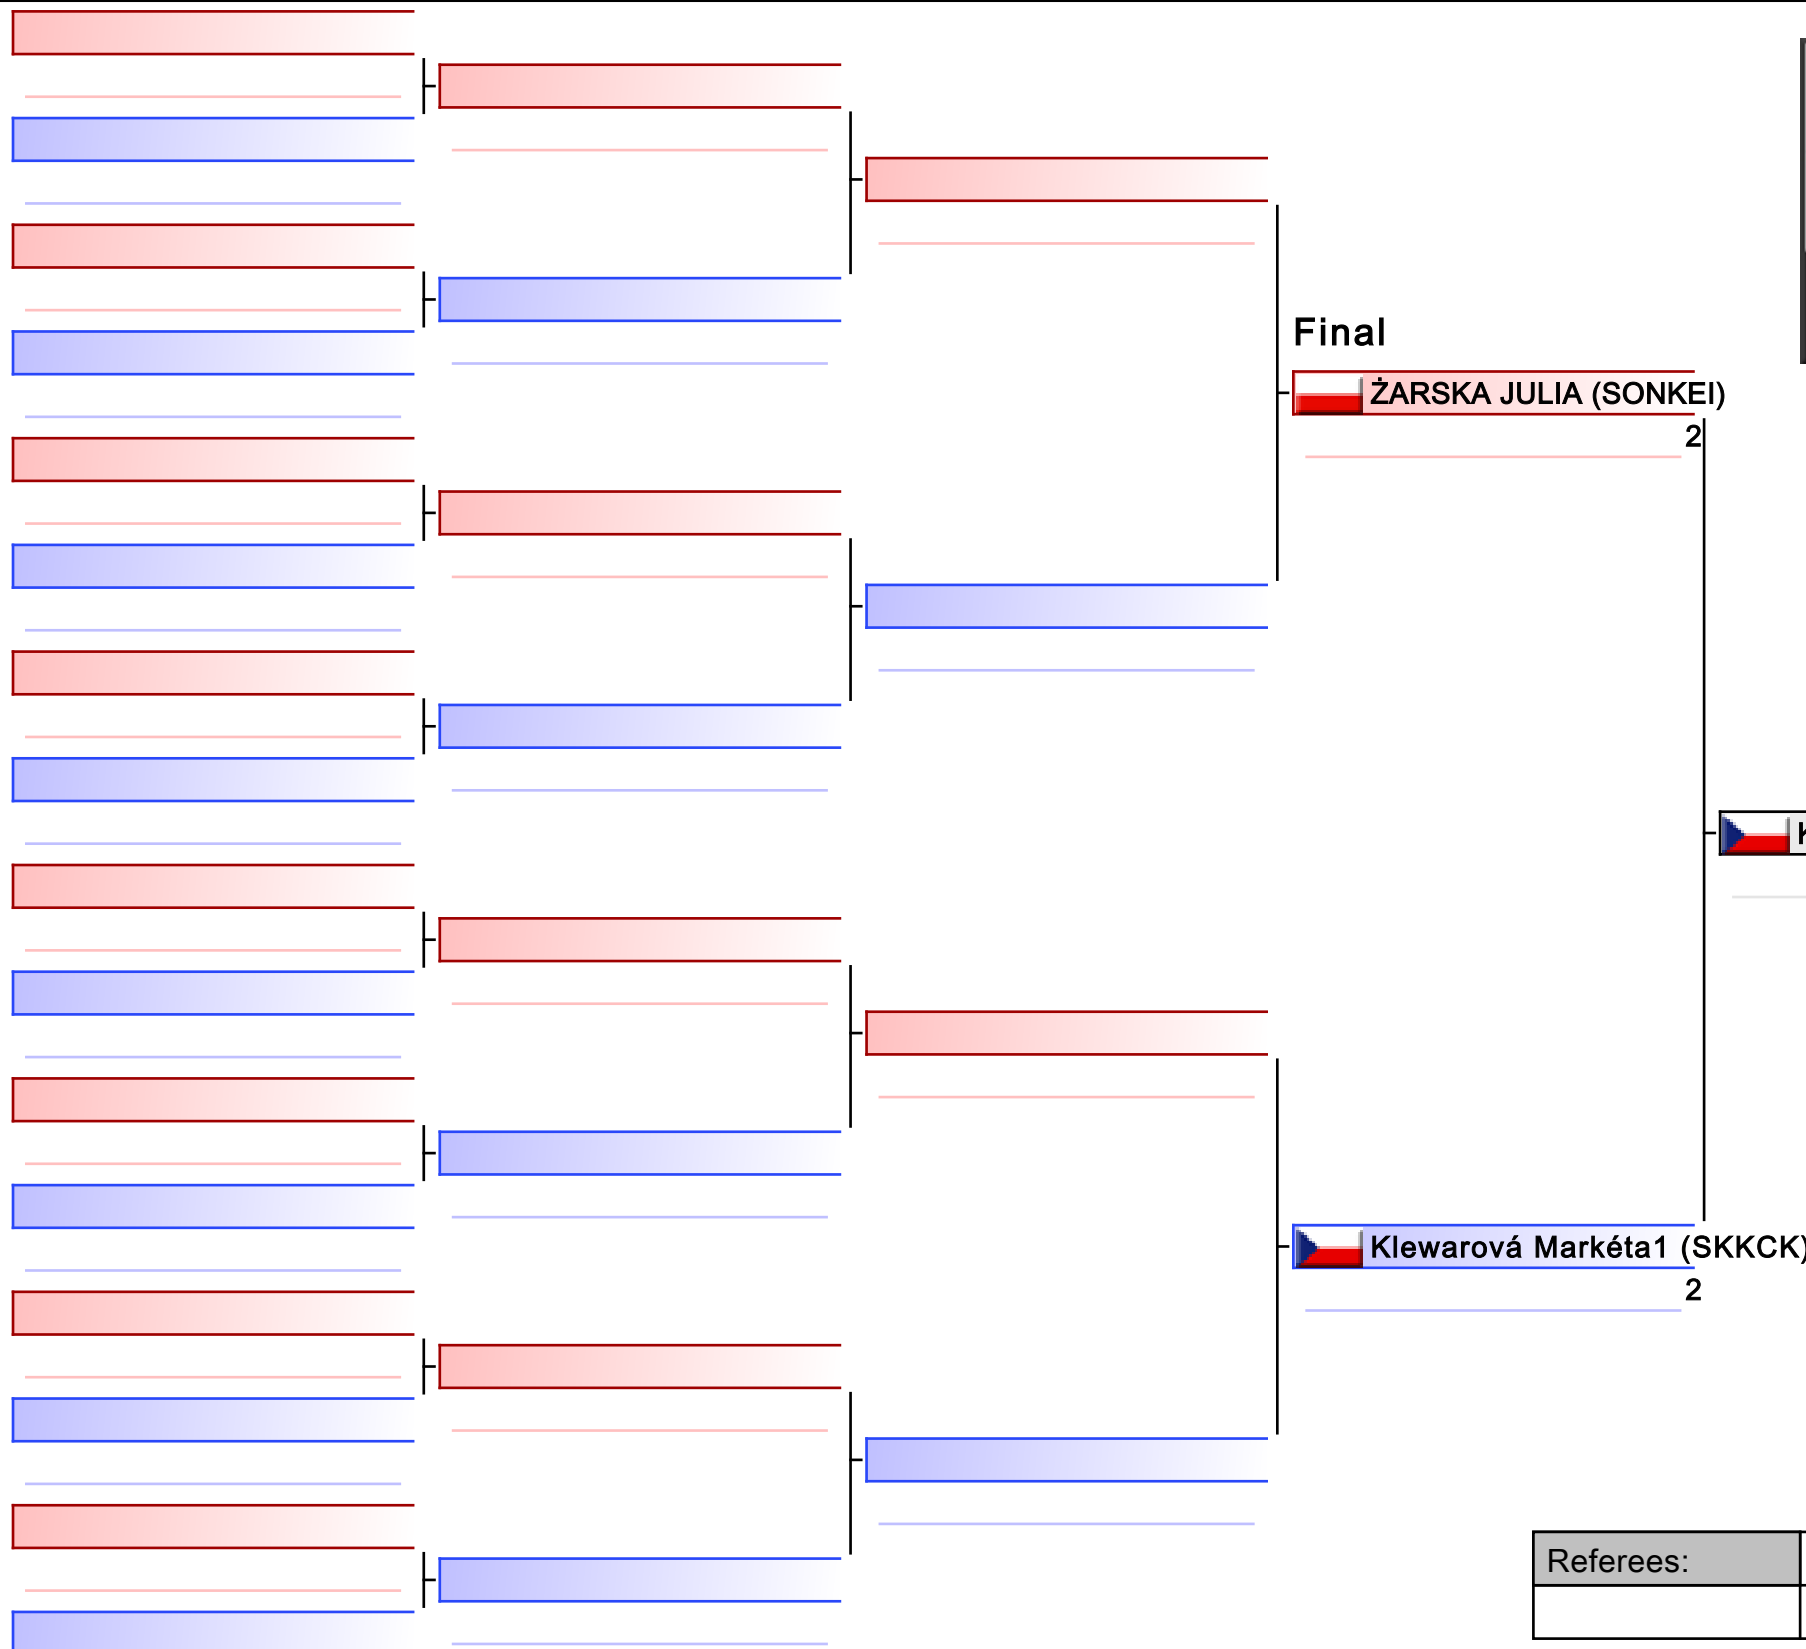 Final
ŻARSKA JULIA (SONKEI)
2
K
Klewarová Markéta1 (SKKCK)
2
Referees: